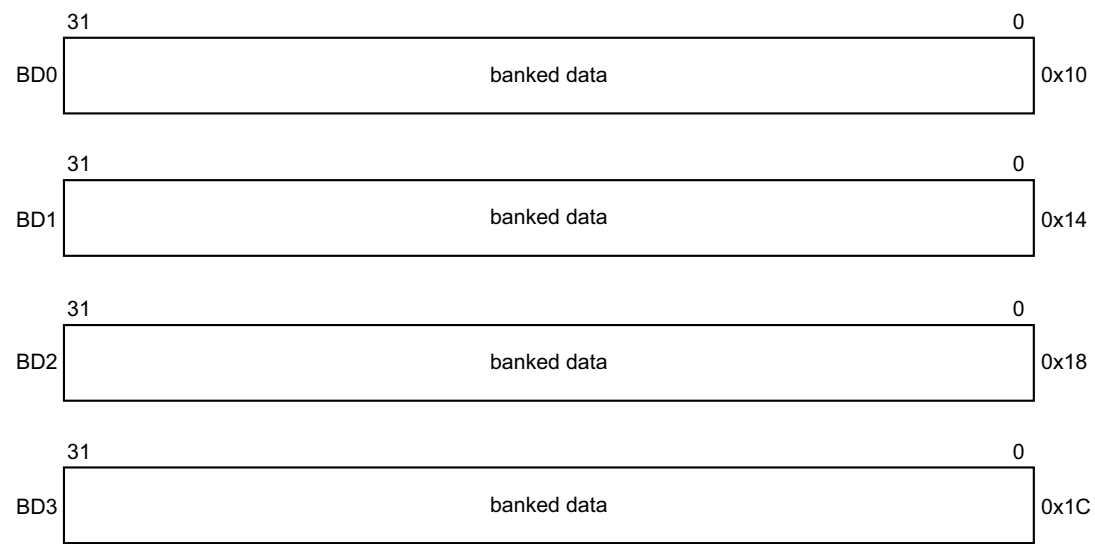 31 0
BD0 banked data 0x10
31 0
BD1 banked data 0x14
31 0
BD2 banked data 0x18
31 0
BD3 banked data 0x1C